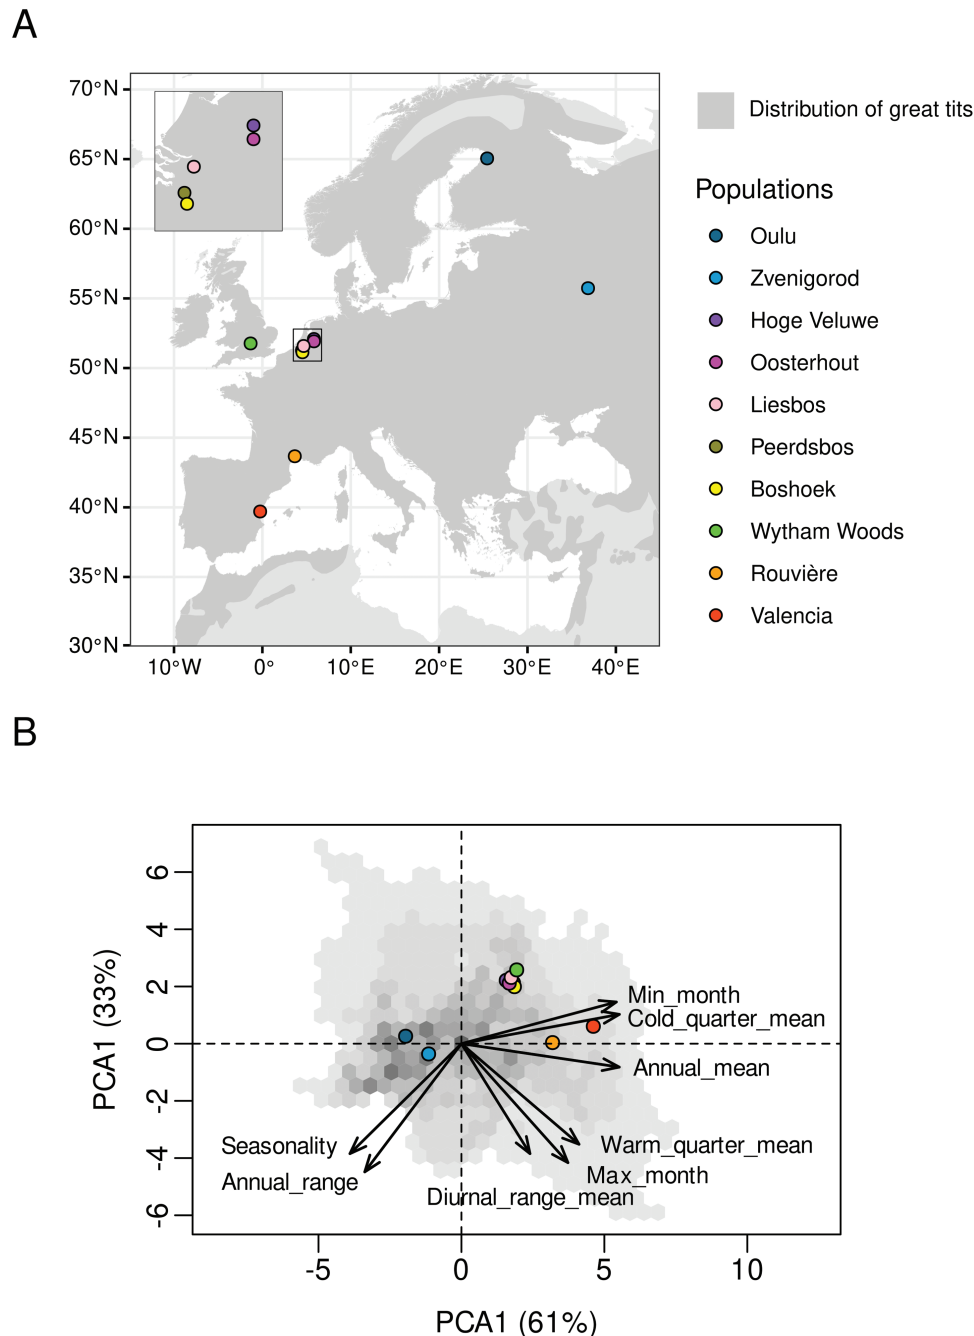 A
70°N
65°N
60°N
55°N
50°N
45°N
40°N
35°N
30°N
10°W 0° 10°E 20°E 30°E 40°E
Distribution of great tits
Populations
Oulu
Zvenigorod
Hoge Veluwe
Oosterhout
Liesbos
Peerdsbos
Boshoek
Wytham Woods
Rouvière
Valencia
B
PCA1 (33%)
6
4
2
0
-2
-4
-6
Min_month
Cold_quarter_mean
Annual_mean
Seasonality
Warm_quarter_mean
Annual_range
Max_month
Diurnal_range_mean
-5 0 5 10
PCA1 (61%)